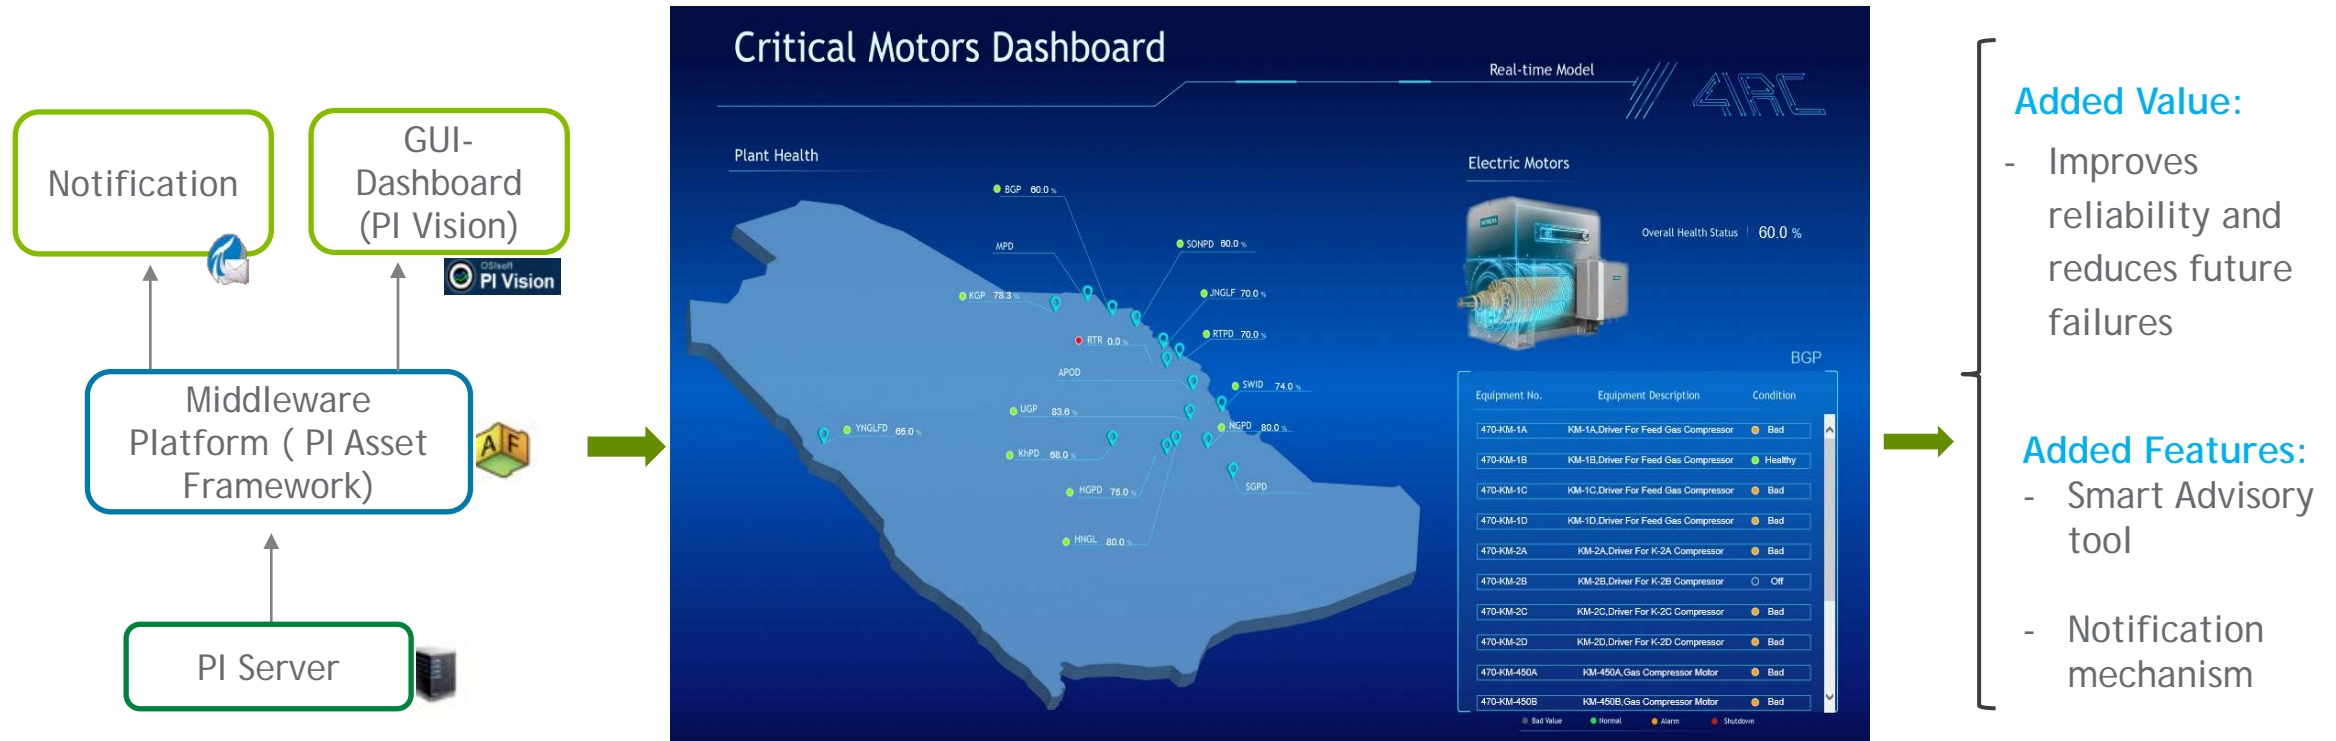 Notification
GUI-
Dashboard
(PI Vision)
OSIsoft
PI Vision
Middleware
Platform ( PI Asset
Framework)
AF
PI Server
Critical Motors Dashboard
Real-time Model
ARC
Plant Health
BGP 60.0 %
MPD
SONPD 60.0 %
KGP 78.3 %
JNGLF 70.0 %
RTR 0.0 %
RTPD 70.0 %
APOD
SWID 74.0 %
UGP 83.6 %
YNGLFD 65.0 %
NGPD 80.0 %
KhPD 68.0 %
HGPD 75.0 %
SGPD
HNGL 80.0 %
Electric Motors
SIEMENS
Overall Health Status 60.0 %
BGP
Equipment No. Equipment Description Condition
470-KM-1A KM-1A,Driver For Feed Gas Compressor Bad
470-KM-1B KM-1B,Driver For Feed Gas Compressor Healthy
470-KM-1C KM-1C,Driver For Feed Gas Compressor Bad
470-KM-1D KM-1D,Driver For Feed Gas Compressor Bad
470-KM-2A KM-2A,Driver For K-2A Compressor Bad
470-KM-2B KM-2B,Driver For K-2B Compressor Off
470-KM-2C KM-2C,Driver For K-2C Compressor Bad
470-KM-2D KM-2D,Driver For K-2D Compressor Bad
470-KM-450A KM-450A,Gas Compressor Motor Bad
470-KM-450B KM-450B,Gas Compressor Motor Bad
Bad Value Normal Alarm Shutdown
Added Value:
- Improves
reliability and
reduces future
failures
Added Features:
- Smart Advisory
tool
- Notification
mechanism